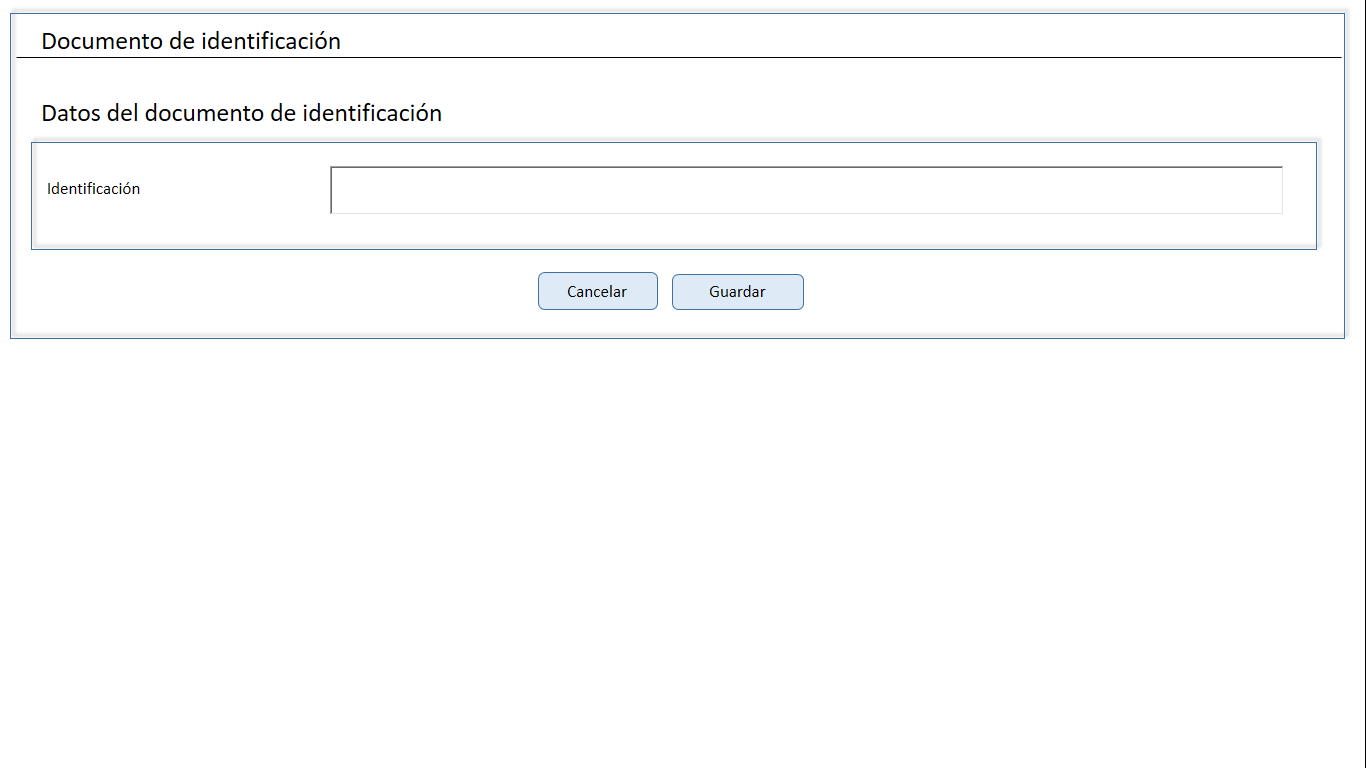 Documento de identificación
Datos del documento de identificación
Identificación
Cancelar Guardar